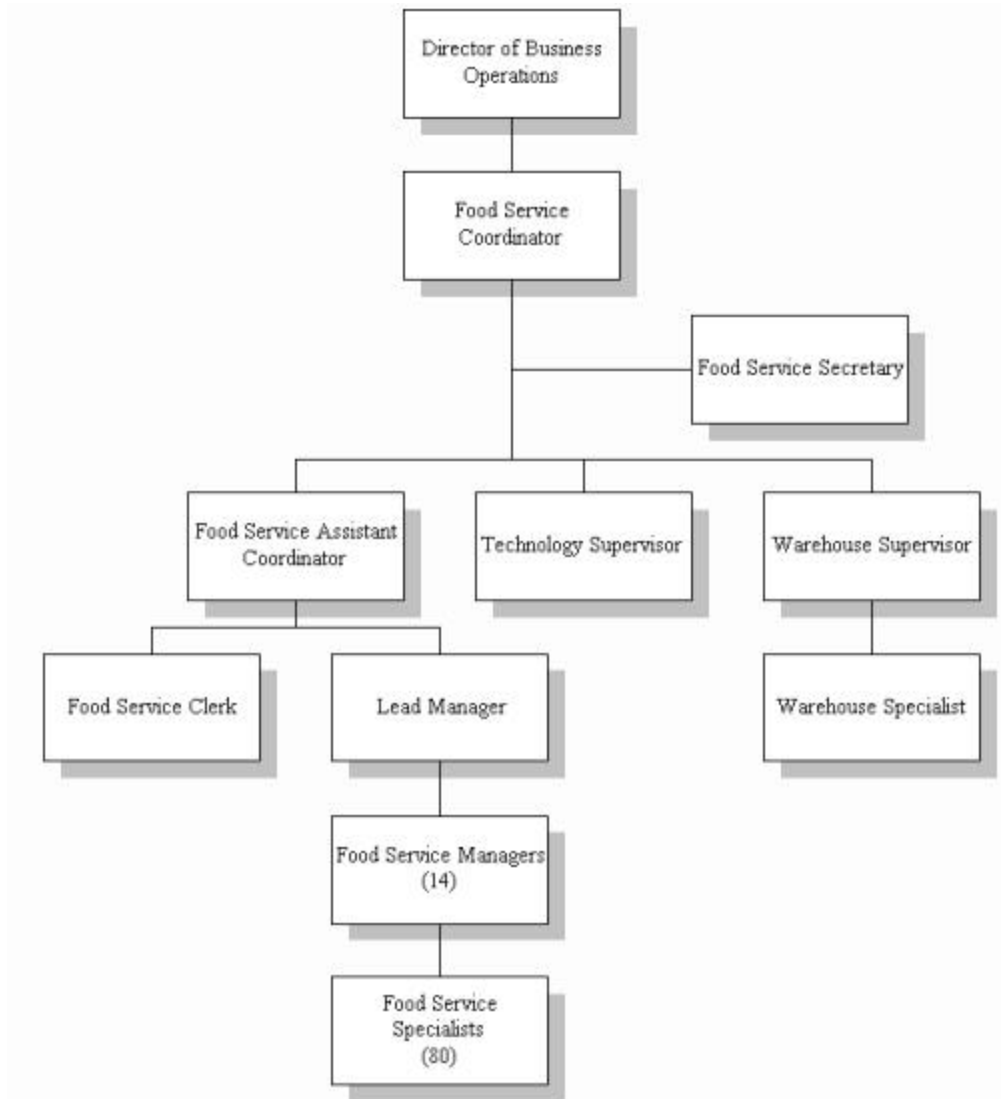 Director of Business
Operations
Food Service
Coordinator
Food Service Secretary
Food Service Assistant
Coordinator
Technology Supervisor
Warehouse Supervisor
Food Service Clerk
Lead Manager
Warehouse Specialist
Food Service Managers
(14)
Food Service
Specialists
(80)